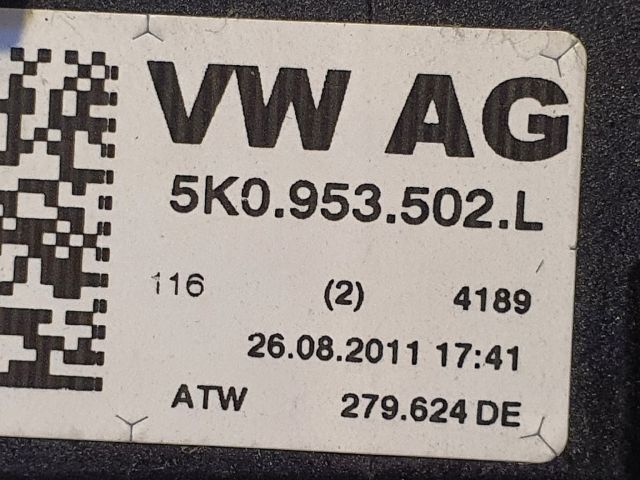 VW AG
5K0.953.502.L
116 (2) 4189
26.08.2011 17:41
ATW 279.624 DE